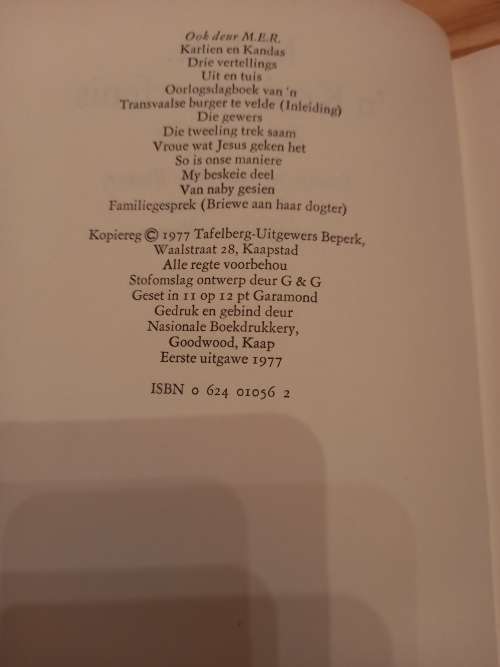 Ook deur M.E.R.
Karlien en Kandas
Drie vertellings
Uit en tuis
Oorlogsdagboek van 'n
Transvaalse burger te velde (Inleiding)
Die gewers
Die tweeling trek saam
Vroue wat Jesus geken het
So is onse maniere
My beskeie deel
Van naby gesien
Familiegesprek (Briewe aan haar dogter)
Kopiereg © 1977 Tafelberg-Uitgewers Beperk,
Waalstraat 28, Kaapstad
Alle regte voorbehou
Stofomslag ontwerp deur G & G
Geset in 11 op 12 pt Garamond
Gedruk en gebind deur
Nasionale Boekdrukkery,
Goodwood, Kaap
Eerste uitgawe 1977
ISBN 0 624 01056 2